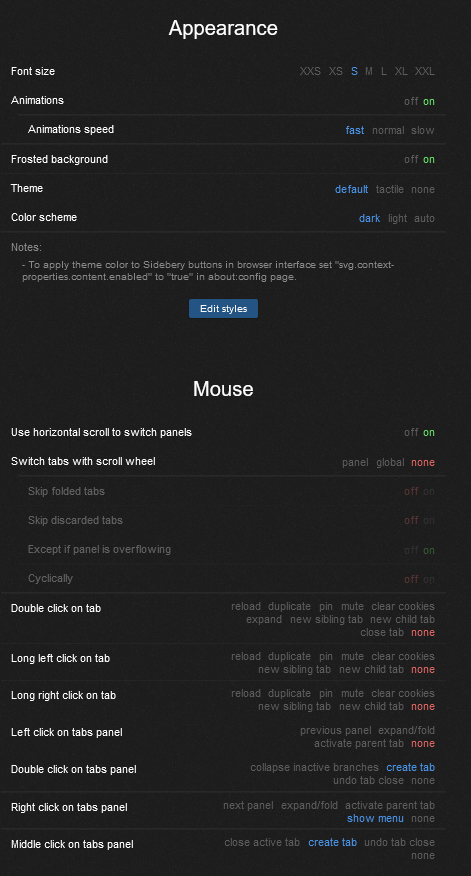 Appearance
Font size XXS XS S M L XL XXL
Animations off on
Animations speed fast normal slow
Frosted background off on
Theme default tactile none
Color scheme dark light auto
Notes:
- To apply theme color to Sidebery buttons in browser interface set "svg.context-
properties.content.enabled" to "true" in about:config page.
Edit styles
Mouse
Use horizontal scroll to switch panels off on
Switch tabs with scroll wheel panel global none
Skip folded tabs off on
Skip discarded tabs off on
Except if panel is overflowing off on
Cyclically off on
Double click on tab reload duplicate pin mute clear cookies
expand new sibling tab new child tab
close tab none
Long left click on tab reload duplicate pin mute clear cookies
new sibling tab new child tab none
Long right click on tab reload duplicate pin mute clear cookies
new sibling tab new child tab none
Left click on tabs panel previous panel expand/fold
activate parent tab none
Double click on tabs panel collapse inactive branches create tab
undo tab close none
Right click on tabs panel next panel expand/fold activate parent tab
show menu none
Middle click on tabs panel close active tab create tab undo tab close
none